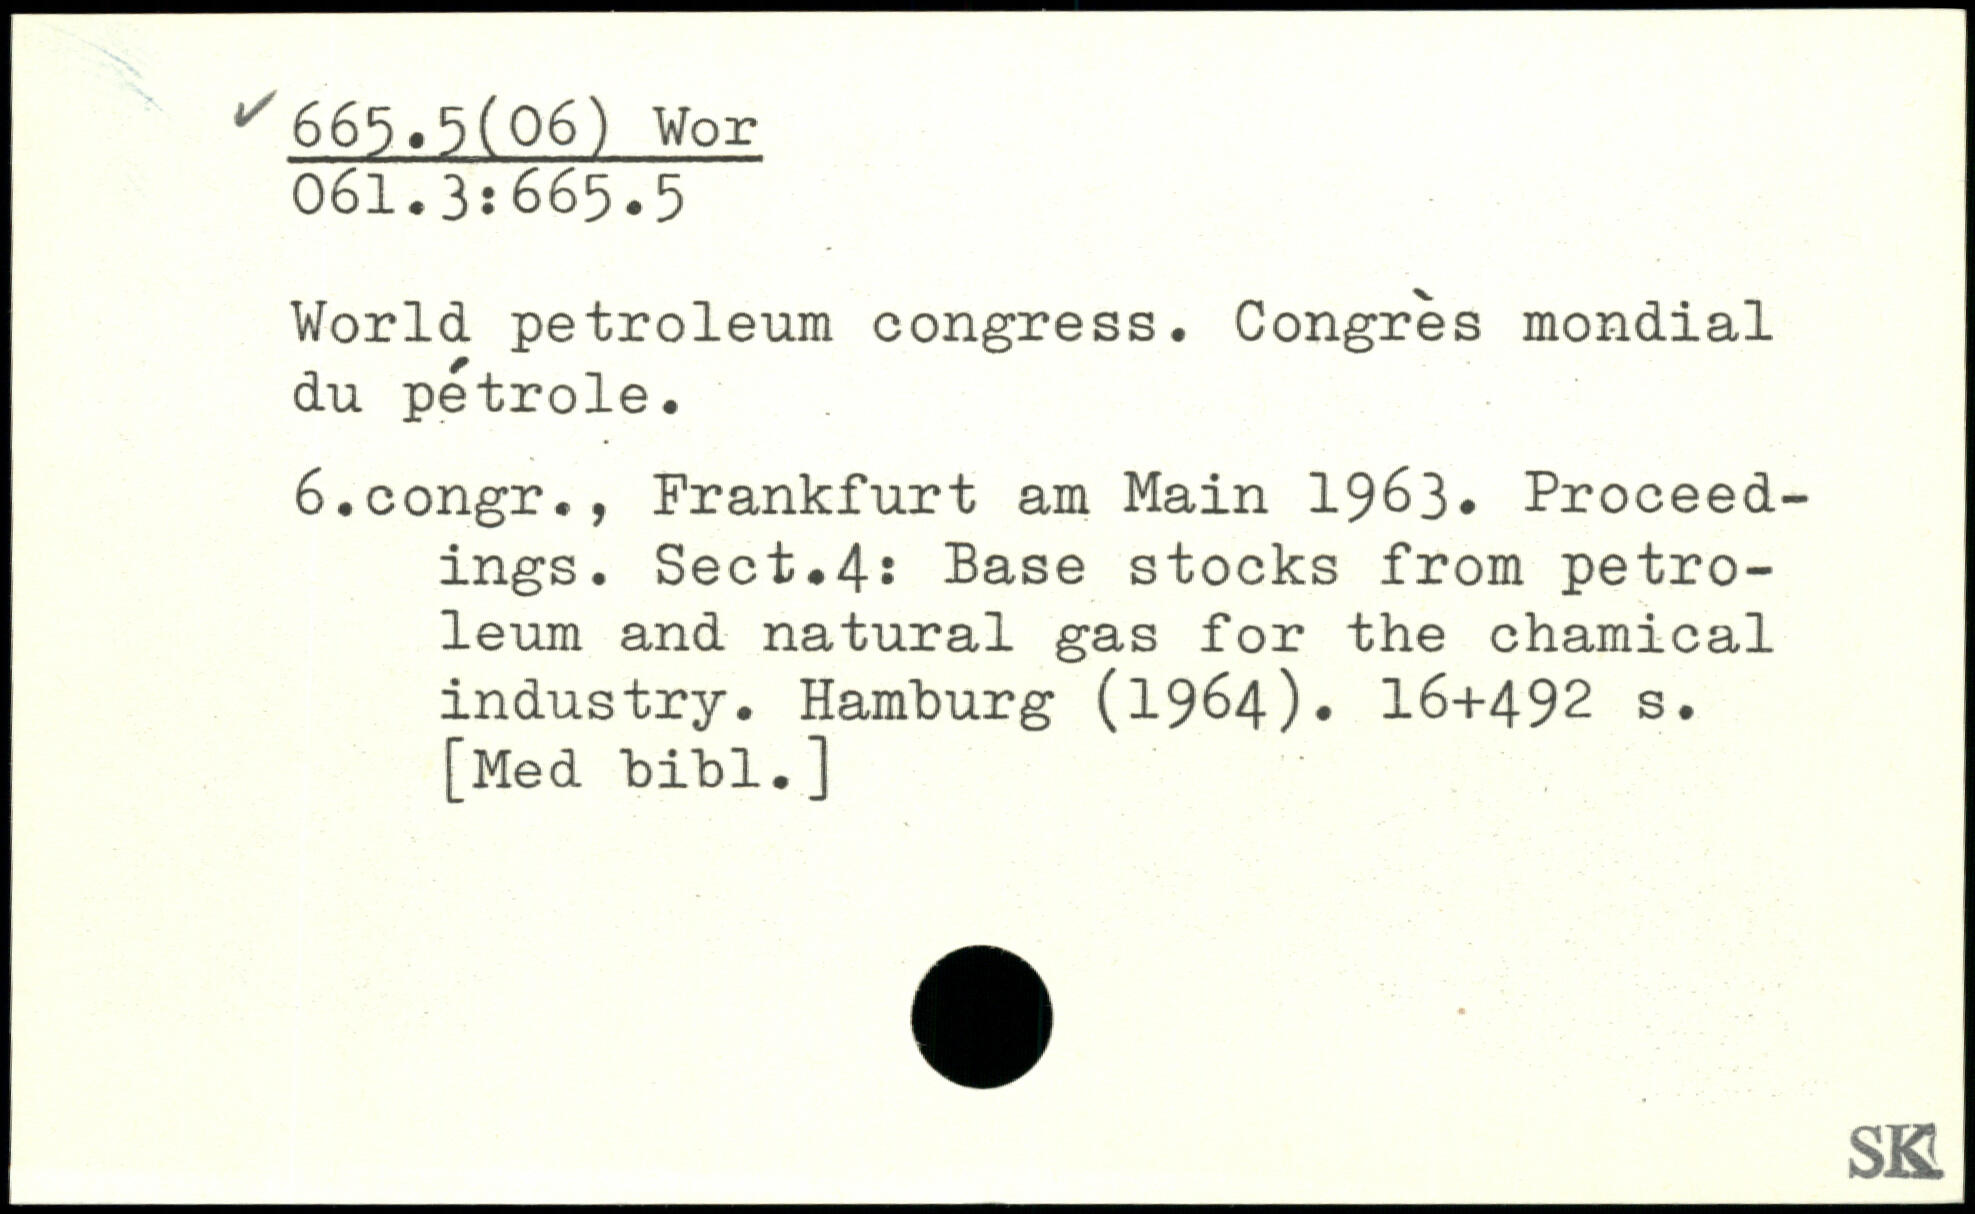 ✓ 665.5(06) Wor
061.3:665.5
World petroleum congress. Congrès mondial
du pétrole.
6.congr., Frankfurt am Main 1963. Proceed-
ings. Sect.4: Base stocks from petro-
leum and natural gas for the chamical
industry. Hamburg (1964). 16+492 s.
[Med bibl.]
SK